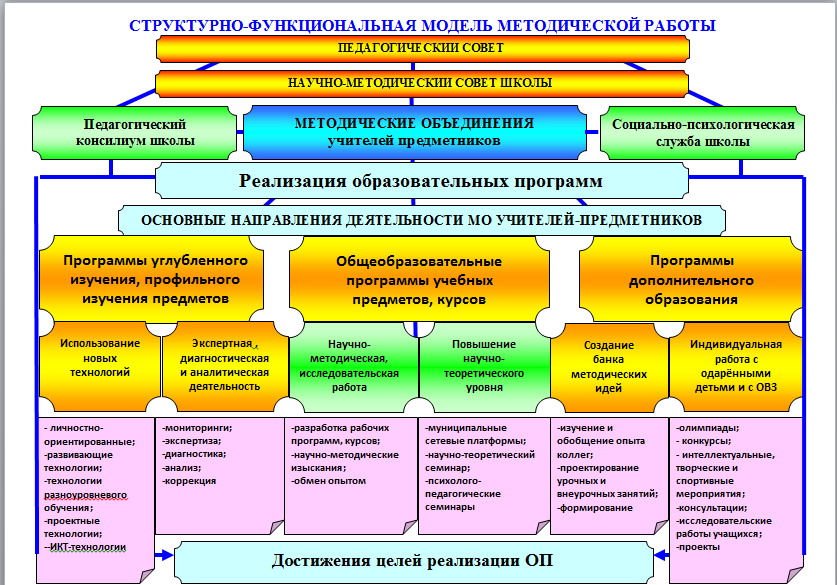 СТРУКТУРНО-ФУНКЦИОНАЛЬНАЯ МОДЕЛЬ МЕТОДИЧЕСКОЙ РАБОТЫ
ПЕДАГОГИЧЕСКИЙ СОВЕТ
НАУЧНО-МЕТОДИЧЕСКИЙ СОВЕТ ШКОЛЫ
Педагогический
консилиум школы
МЕТОДИЧЕСКИЕ ОБЪЕДИНЕНИЯ
учителей предметников
Социально-психологическая
служба школы
Реализация образовательных программ
ОСНОВНЫЕ НАПРАВЛЕНИЯ ДЕЯТЕЛЬНОСТИ МО УЧИТЕЛЕЙ-ПРЕДМЕТНИКОВ
Программы углубленного
изучения, профильного
изучения предметов
Общеобразовательные
программы учебных
предметов, курсов
Программы
дополнительного
образования
Использование
новых
технологий
Экспертная,
диагностическая
и аналитическая
деятельность
Научно-
методическая,
исследовательская
работа
Повышение
научно-
теоретического
уровня
Создание
банка
методических
идей
Индивидуальная
работа с
одарёнными
детьми и с ОВЗ
- личностно-
ориентированные;
-развивающие
технологии;
-технологии
разноуровневого
обучения;
-проектные
технологии;
--ИКТ-технологии
-мониторинги;
-экспертиза;
-диагностика;
-анализ;
-коррекция
-разработка рабочих
программ, курсов;
-научно-методические
изыскания;
-обмен опытом
-муниципальные
сетевые платформы;
-научно-теоретический
семинар;
-психолого-
педагогические
семинары
-изучение и
обобщение опыта
коллег;
-проектирование
урочных и
внеурочных занятий;
-формирование
-олимпиады;
- конкурсы;
- интеллектуальные,
творческие и
спортивные
мероприятия;
-консультации;
-исследовательские
работы учащихся;
-проекты
Достижения целей реализации ОП